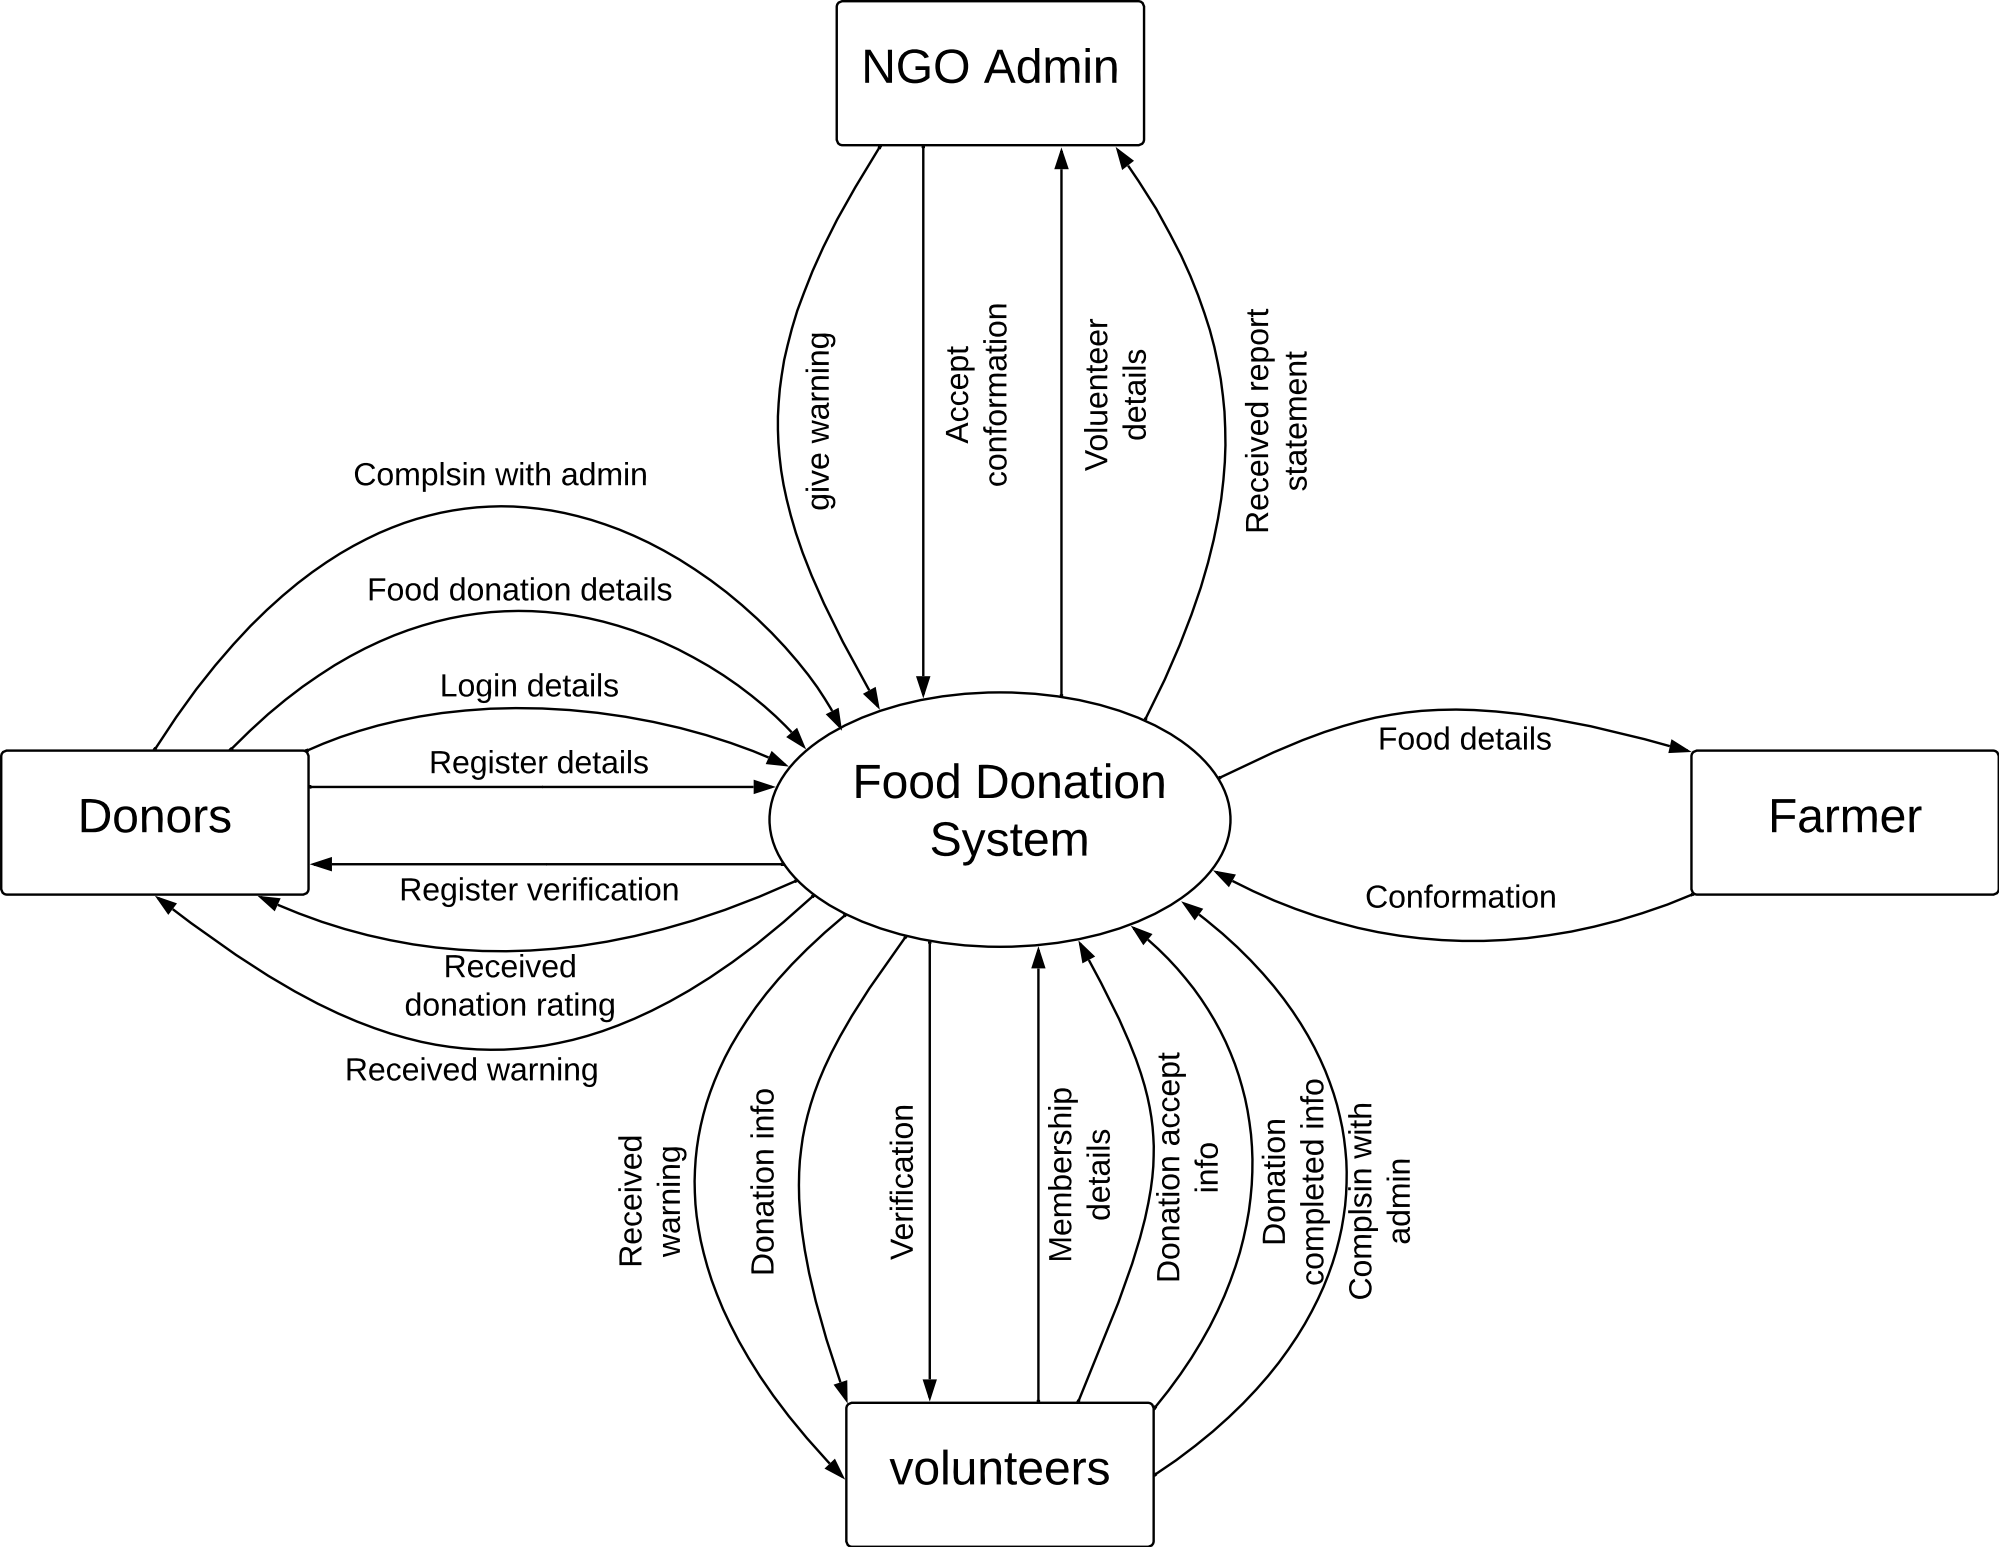 NGO Admin
give warning
Accept
conformation
Voluenteer
details
Received report
statement
Complsin with admin
Food donation details
Login details
Register details
Donors
Food Donation
System
Food details
Farmer
Register verification
Conformation
Received
donation rating
Received warning
Received
warning
Donation info
Verification
Membership
details
Donation accept
info
Donation
completed info
Complsin with
admin
volunteers